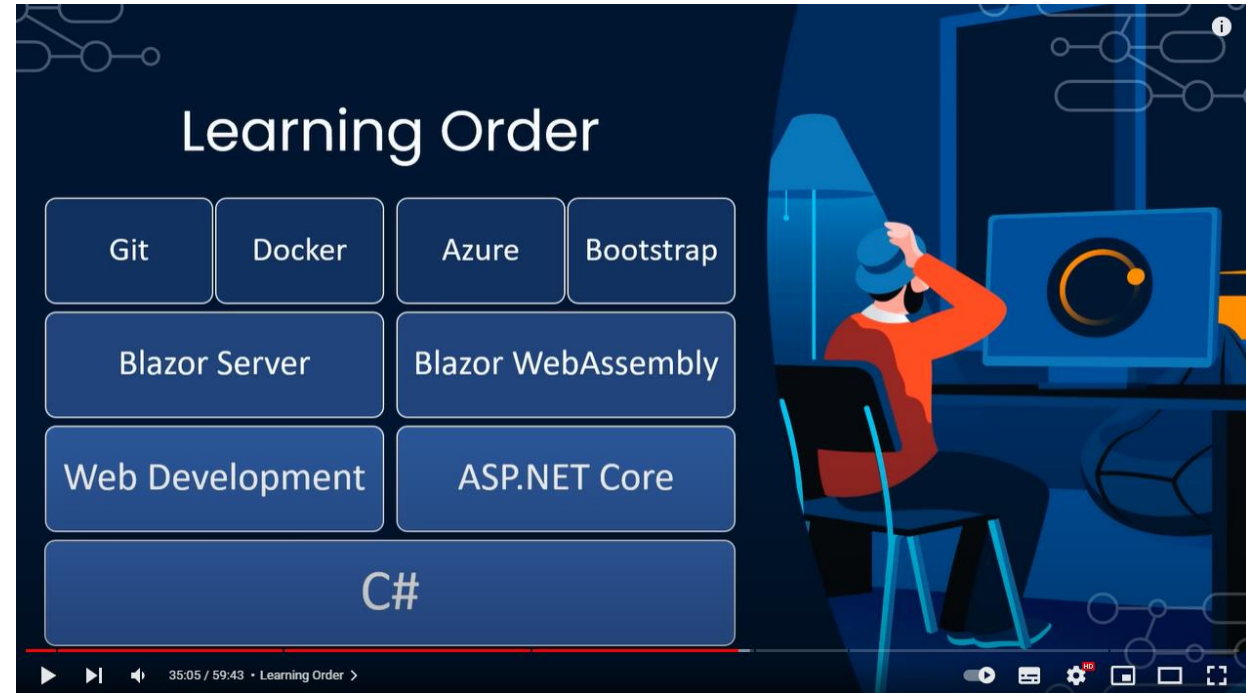 Learning Order
Git Docker Azure Bootstrap
Blazor Server Blazor WebAssembly
Web Development ASP.NET Core
C#
35:05 / 59:43 • Learning Order >
HD
i